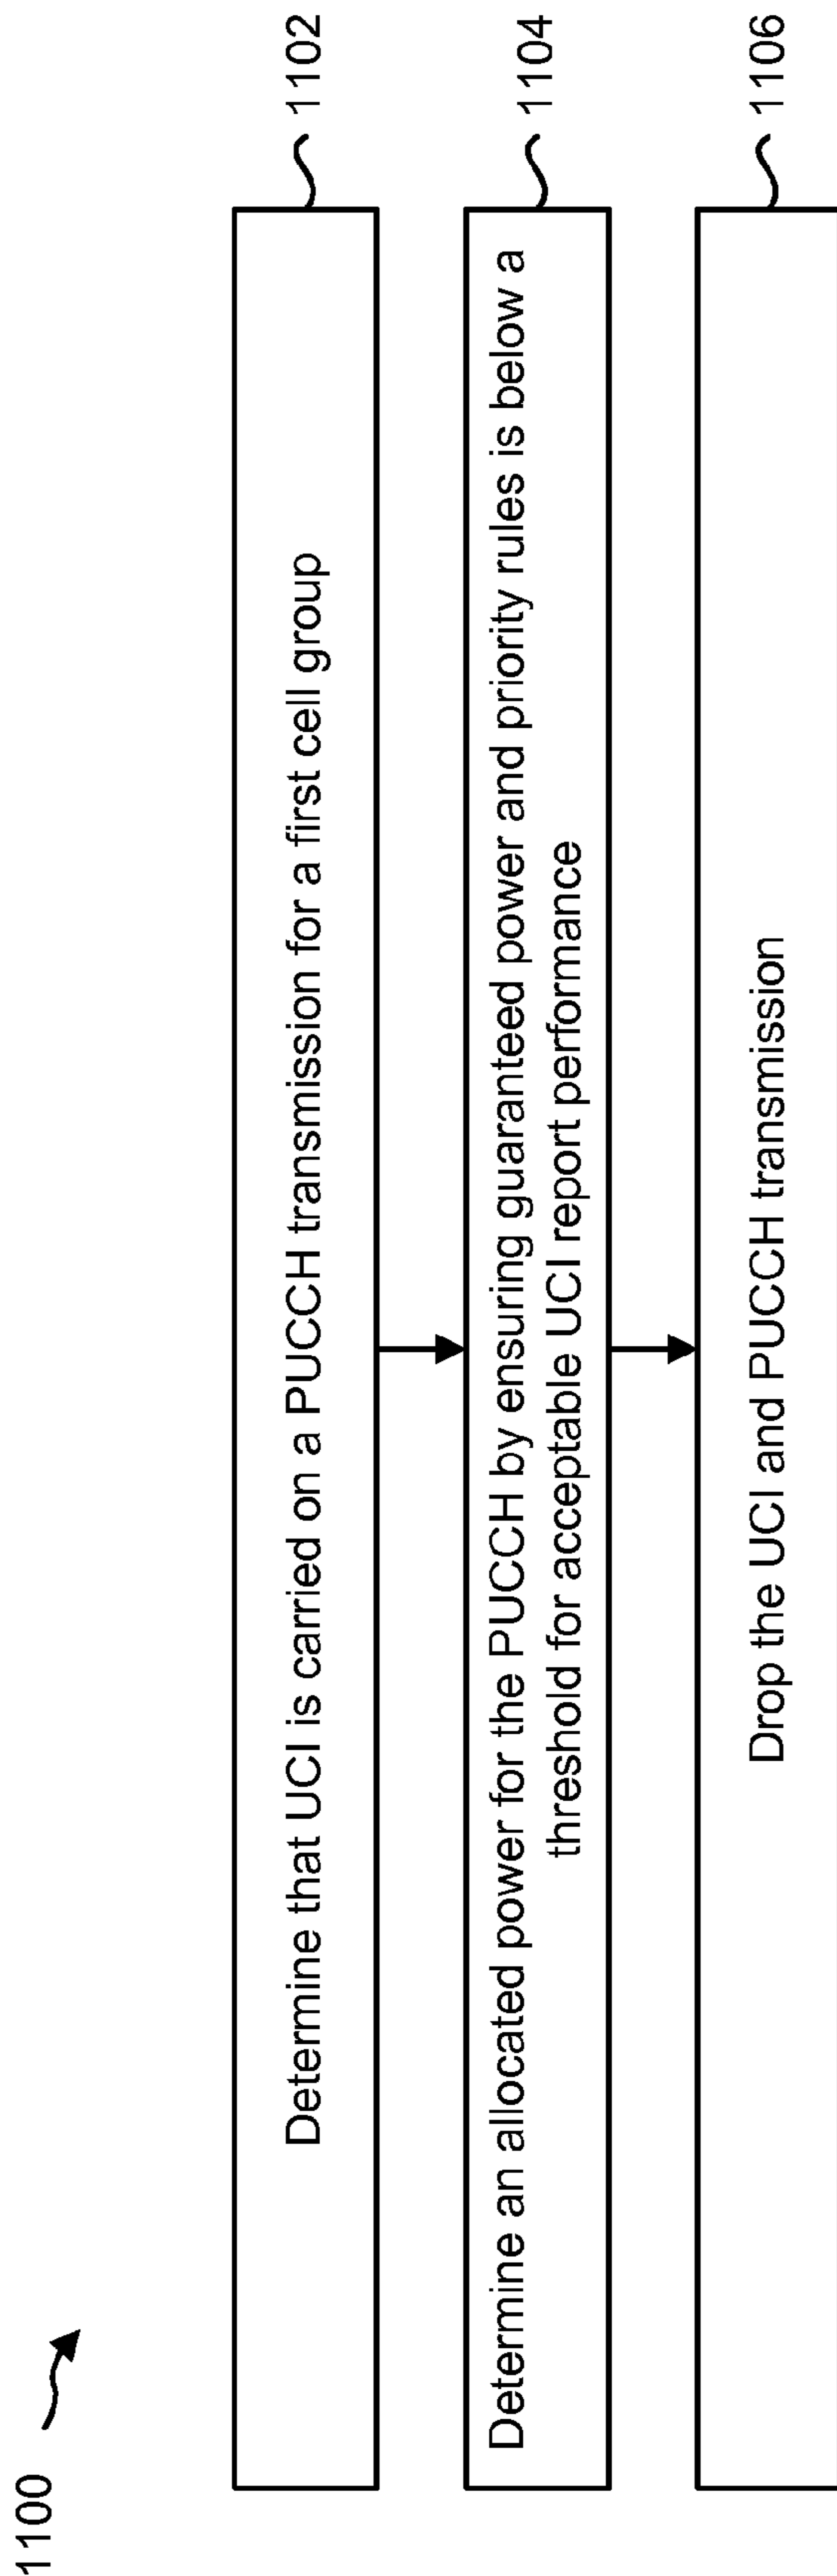 1100
Determine that UCI is carried on a PUCCH transmission for a first cell group
1102
Determine an allocated power for the PUCCH by ensuring guaranteed power and priority rules is below a
threshold for acceptable UCI report performance
1104
Drop the UCI and PUCCH transmission
1106